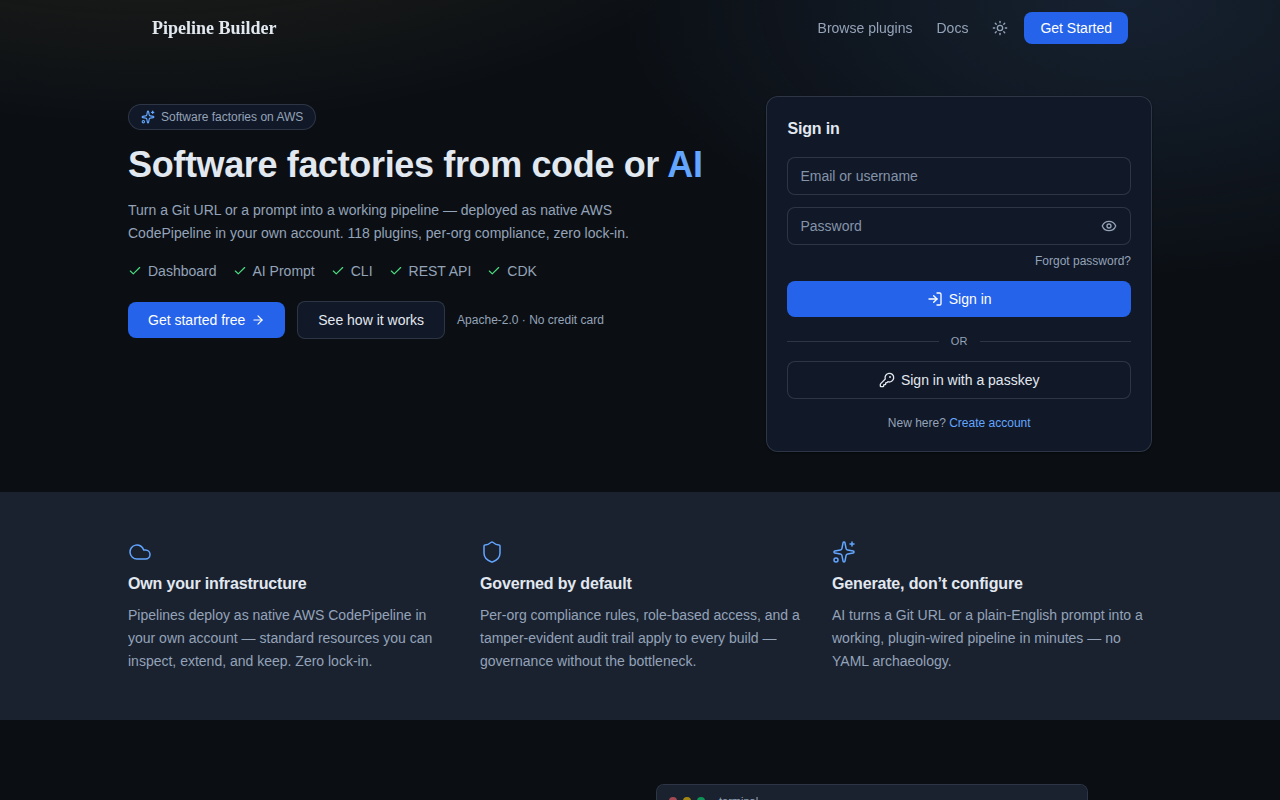 Pipeline Builder
Browse plugins
Docs
Get Started
Software factories on AWS
Software factories from code or AI
Turn a Git URL or a prompt into a working pipeline — deployed as native AWS
CodePipeline in your own account. 118 plugins, per-org compliance, zero lock-in.
Dashboard
AI Prompt
CLI
REST API
CDK
Get started free
See how it works
Apache-2.0 · No credit card
Sign in
Email or username
Password
Forgot password?
Sign in
OR
Sign in with a passkey
New here? Create account
Own your infrastructure
Pipelines deploy as native AWS CodePipeline in
your own account — standard resources you can
inspect, extend, and keep. Zero lock-in.
Governed by default
Per-org compliance rules, role-based access, and a
tamper-evident audit trail apply to every build —
governance without the bottleneck.
Generate, don’t configure
AI turns a Git URL or a plain-English prompt into a
working, plugin-wired pipeline in minutes — no
YAML archaeology.
terminal